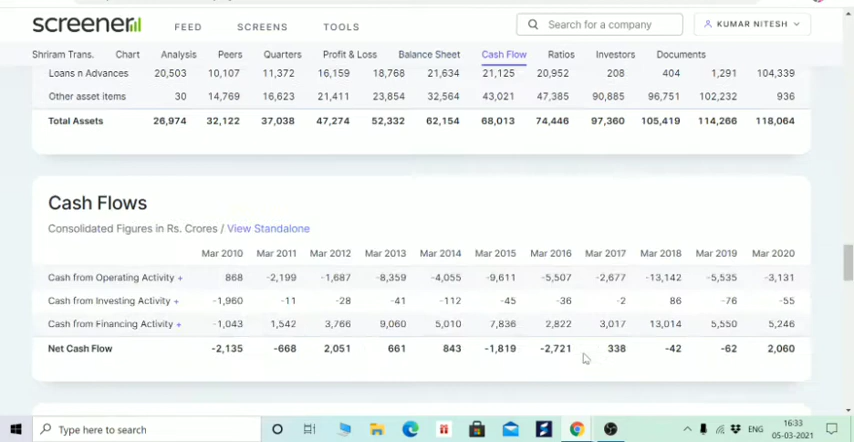 screener
FEED SCREENS TOOLS
Search for a company
KUMAR NITESH
Shriram Trans. Chart Analysis Peers Quarters Profit & Loss Balance Sheet Cash Flow Ratios Investors Documents
Loans n Advances 20,503 10,107 11,372 16,159 18,768 21,634 21,125 20,952 208 404 1,291 104,339
Other asset items 30 14,769 16,623 21,411 23,854 32,564 43,021 47,385 90,885 96,751 102,232 936
Total Assets 26,974 32,122 37,038 47,274 52,332 62,154 68,013 74,446 97,360 105,419 114,266 118,064
Cash Flows
Consolidated Figures in Rs. Crores / View Standalone
Mar 2010 Mar 2011 Mar 2012 Mar 2013 Mar 2014 Mar 2015 Mar 2016 Mar 2017 Mar 2018 Mar 2019 Mar 2020
Cash from Operating Activity + 868 -2,199 -1,687 -8,359 -4,055 -9,611 -5,507 -2,677 -13,142 -5,535 -3,131
Cash from Investing Activity + -1,960 -11 -28 -41 -112 -45 -36 -2 86 -76 -55
Cash from Financing Activity + -1,043 1,542 3,766 9,060 5,010 7,836 2,822 3,017 13,014 5,550 5,246
Net Cash Flow -2,135 -668 2,051 661 843 -1,819 -2,721 338 -42 -62 2,060
Type here to search
ENG
16:33
05-03-2021